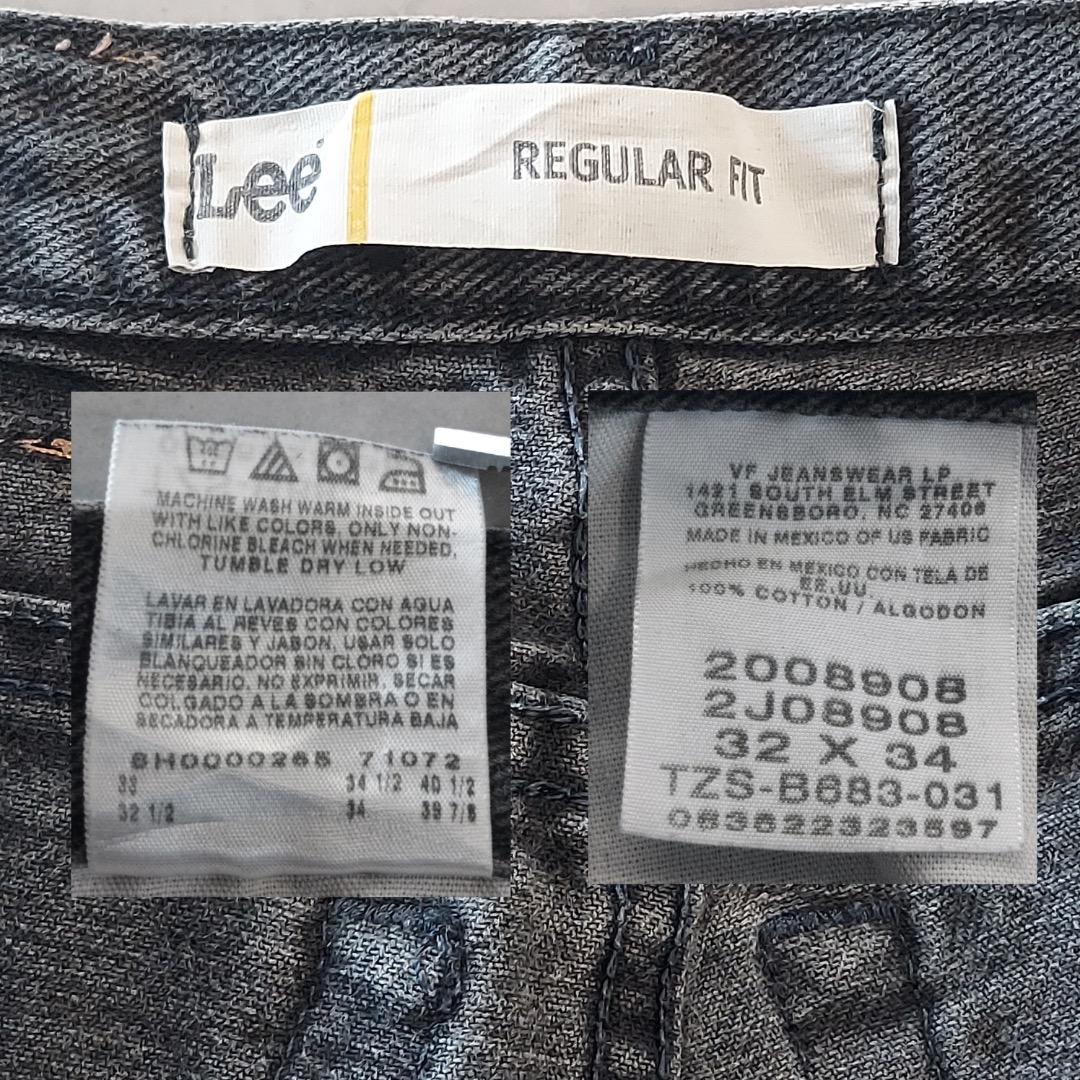 Lee
REGULAR FIT
MACHINE WASH WARM INSIDE OUT
WITH LIKE COLORS, ONLY NON-
CHLORINE BLEACH WHEN NEEDED,
TUMBLE DRY LOW
LAVAR EN LAVADORA CON AGUA
TIBIA AL REVES CON COLORES
SIMILARES Y JABON, USAR SOLO
BLANQUEADOR SIN CLORO SI ES
NECESARIO. NO EXPRIMIR, SECAR
COLGADO A LA SOMBRA O EN
SECADORA A TEMPERATURA BAJA
SH0000265 71072
33 34 1/2 40 1/2
32 1/2 34 39 7/8
VF JEANSWEAR LP
1421 SOUTH ELM STREET
GREENSBORO, NC 27406
MADE IN MEXICO OF US FABRIC
HECHO EN MEXICO CON TELA DE
EE.UU.
100% COTTON / ALGODON
2008908
2J08908
32 X 34
TZS-B683-031
083622323597